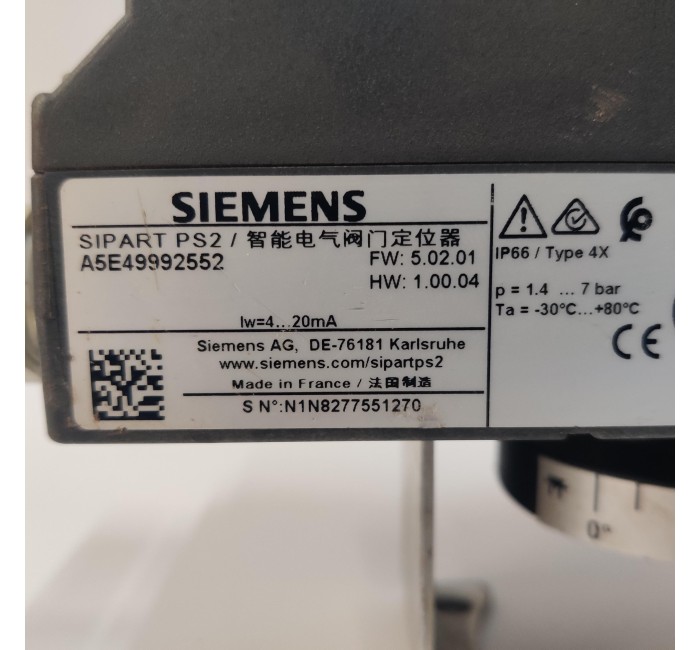 SIEMENS
SIPART PS2 / 智能电气阀门定位器
A5E49992552
FW: 5.02.01
HW: 1.00.04
Iw=4...20mA
Siemens AG, DE-76181 Karlsruhe
www.siemens.com/sipartps2
Made in France / 法国制造
S N°:N1N8277551270
IP66 / Type 4X
p = 1.4 ... 7 bar
Ta = -30°C...+80°C
CE
0°